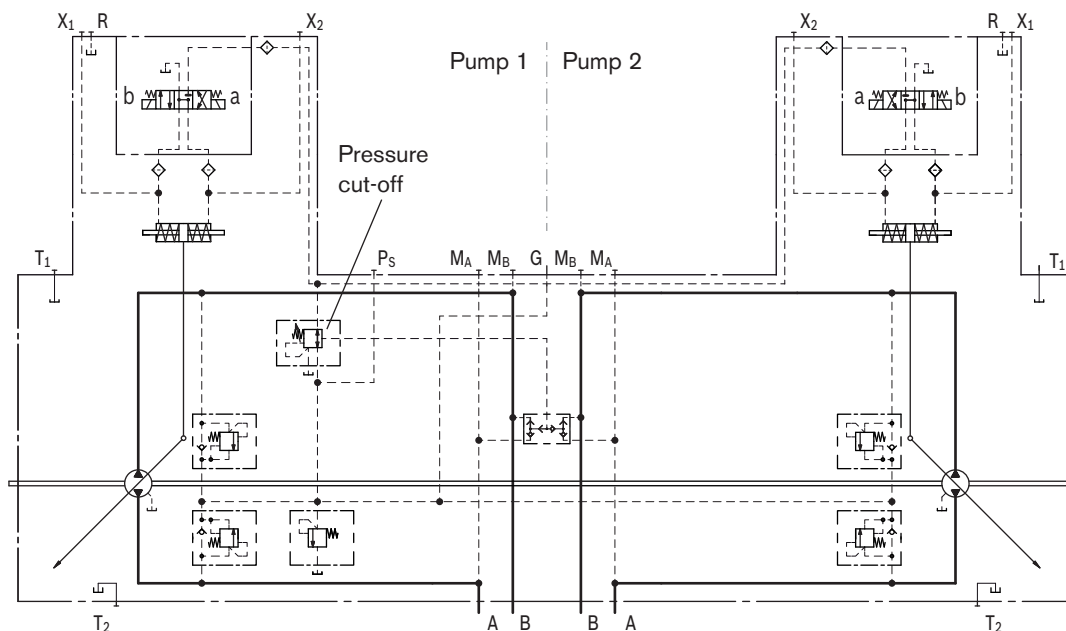 X1 R X2 X2 R X1
Pump 1 Pump 2
b a a b
Pressure
cut-off
T1 PS MA MB G MB MA T1
T2 A B B A T2